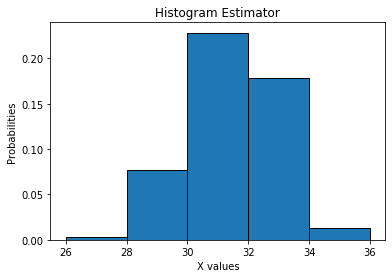 Histogram Estimator
0.20
0.15
0.10
0.05
0.00
Probabilities
26 28 30 32 34 36
X values